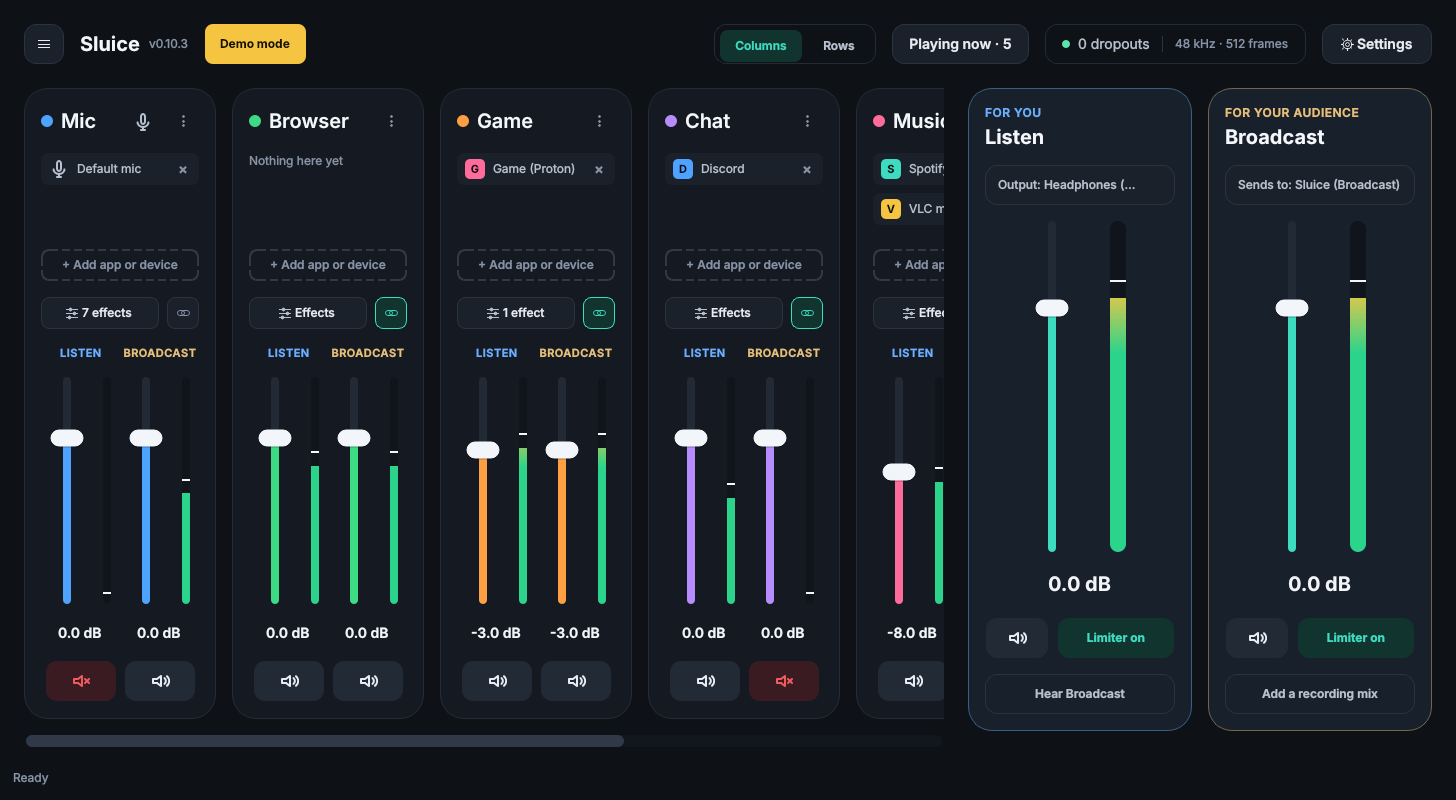 Sluice v0.10.3 Demo mode Columns Rows Playing now · 5 0 dropouts 48 kHz · 512 frames Settings
Mic
Default mic
+ Add app or device
7 effects
LISTEN BROADCAST
0.0 dB 0.0 dB
Browser
Nothing here yet
+ Add app or device
Effects
LISTEN BROADCAST
0.0 dB 0.0 dB
Game
G Game (Proton)
+ Add app or device
1 effect
LISTEN BROADCAST
-3.0 dB -3.0 dB
Chat
D Discord
+ Add app or device
Effects
LISTEN BROADCAST
0.0 dB 0.0 dB
Music
S Spotify
V VLC m
+ Add ap
Effec
LISTEN
-8.0 dB
FOR YOU
Listen
Output: Headphones (...
0.0 dB
Limiter on
Hear Broadcast
FOR YOUR AUDIENCE
Broadcast
Sends to: Sluice (Broadcast)
0.0 dB
Limiter on
Add a recording mix
Ready